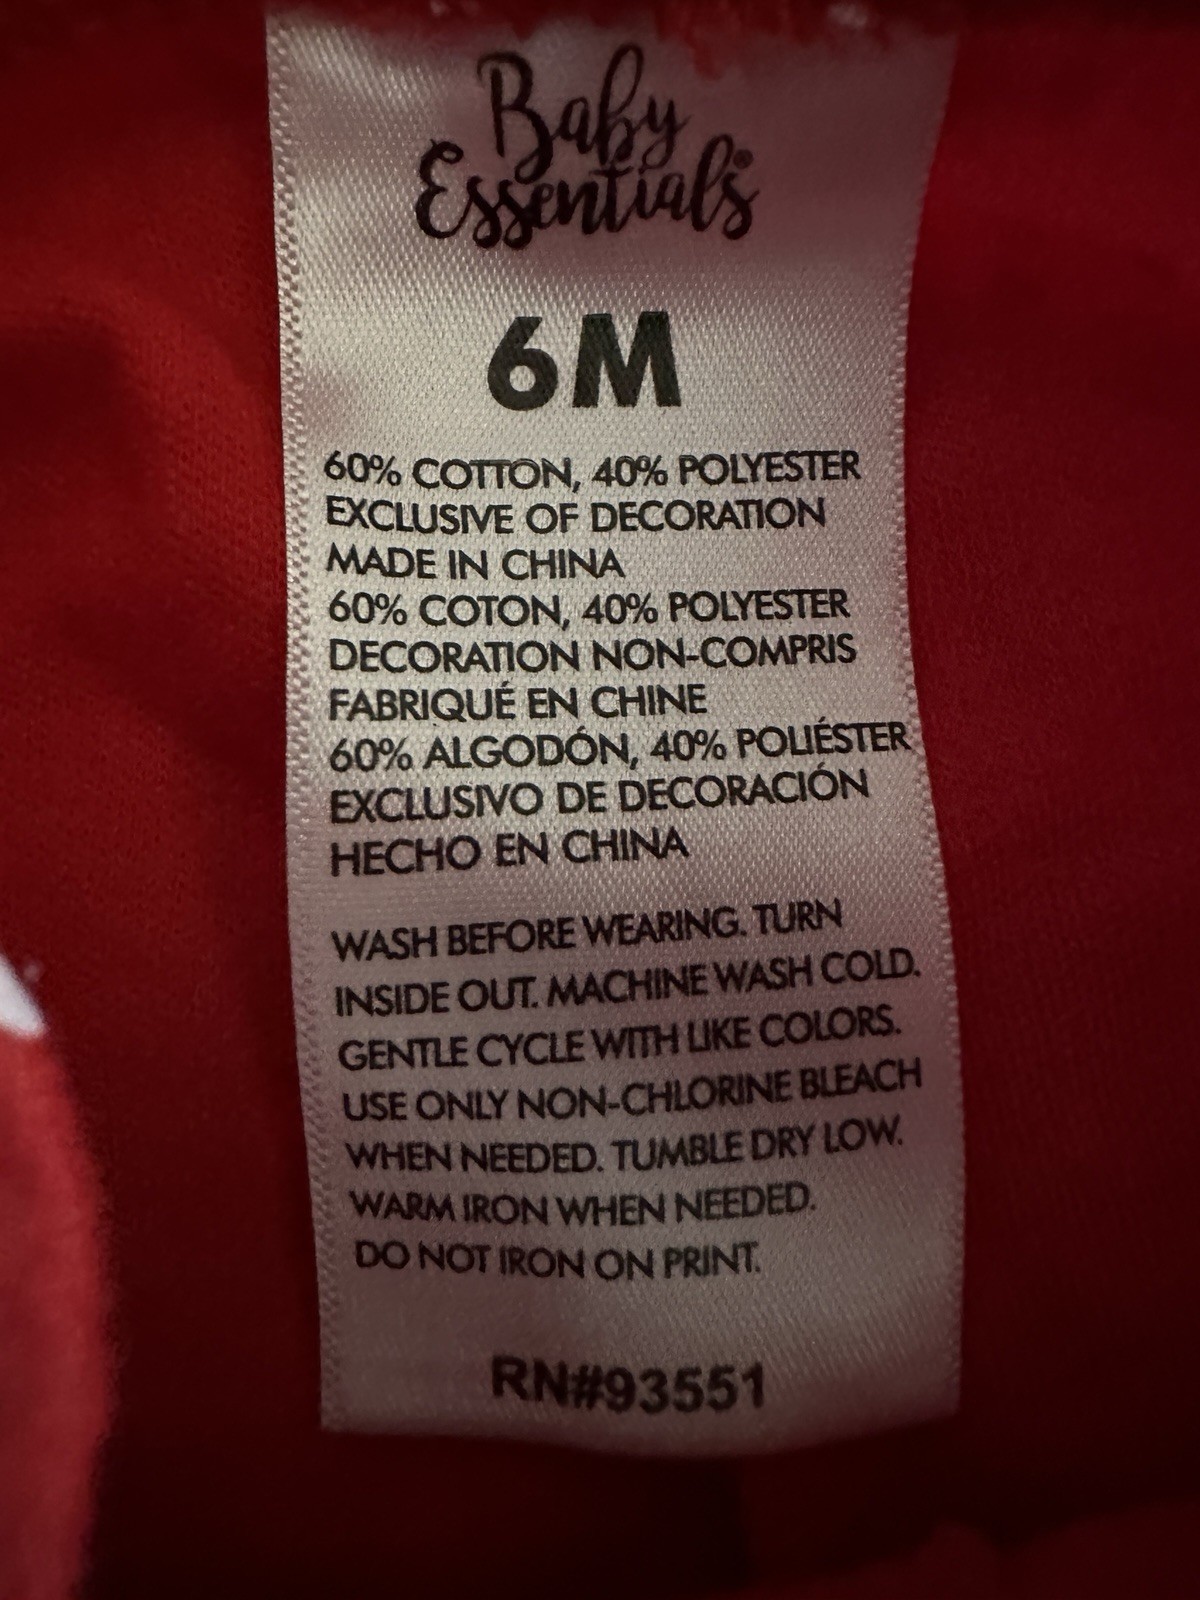 Baby
Essentials®
6M
60% COTTON, 40% POLYESTER
EXCLUSIVE OF DECORATION
MADE IN CHINA
60% COTON, 40% POLYESTER
DECORATION NON-COMPRIS
FABRIQUÉ EN CHINE
60% ALGODÓN, 40% POLIÉSTER
EXCLUSIVO DE DECORACIÓN
HECHO EN CHINA
WASH BEFORE WEARING. TURN
INSIDE OUT. MACHINE WASH COLD.
GENTLE CYCLE WITH LIKE COLORS.
USE ONLY NON-CHLORINE BLEACH
WHEN NEEDED. TUMBLE DRY LOW.
WARM IRON WHEN NEEDED.
DO NOT IRON ON PRINT.
RN#93551